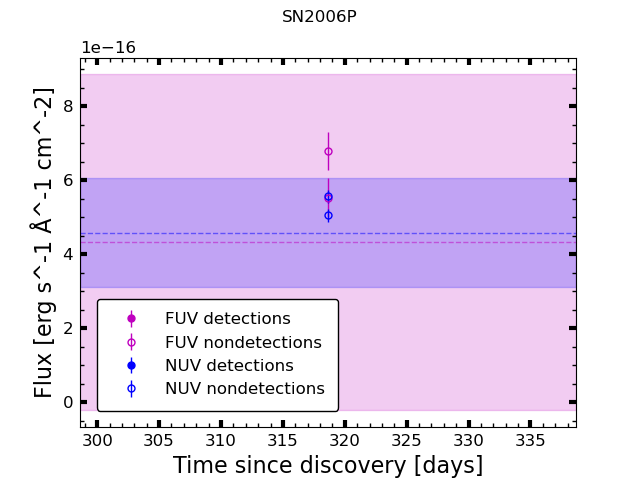 SN2006P
1e−16
8
6
4
2
0
Flux [erg s^-1 Å^-1 cm^-2]
FUV detections
FUV nondetections
NUV detections
NUV nondetections
300 305 310 315 320 325 330 335
Time since discovery [days]